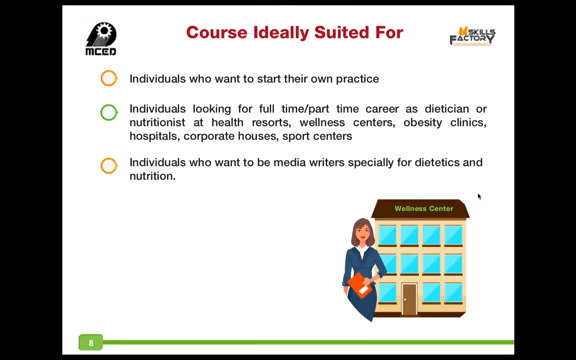 Course Ideally Suited For
MCED
SKILLS
FACTORY
Individuals who want to start their own practice
Individuals looking for full time/part time career as dietician or
nutritionist at health resorts, wellness centers, obesity clinics,
hospitals, corporate houses, sport centers
Individuals who want to be media writers specially for dietetics and
nutrition.
Wellness Center
8